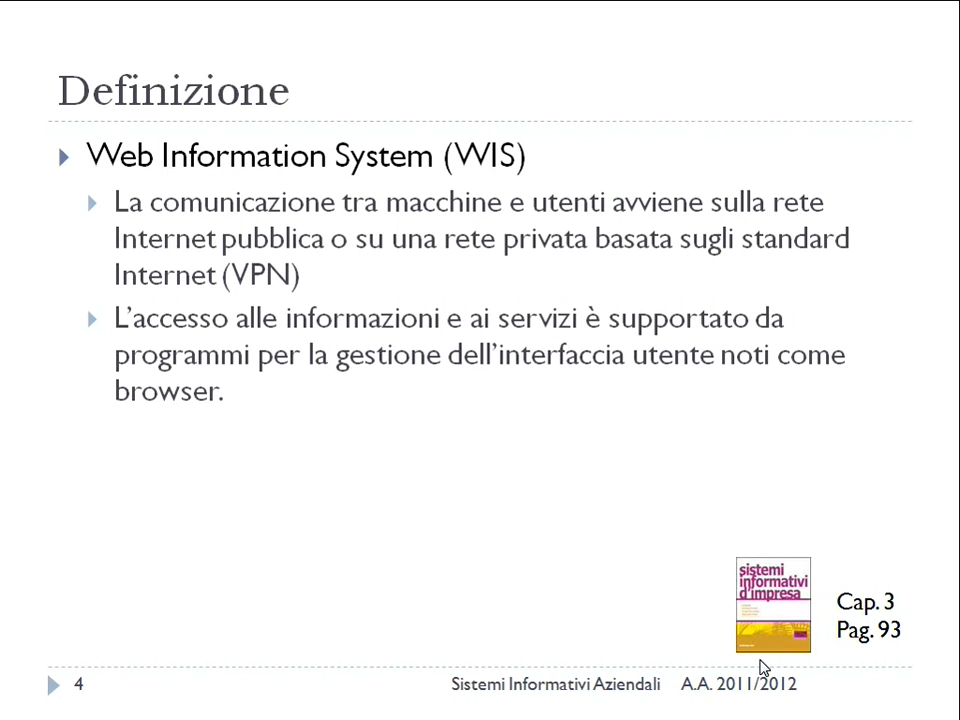 Definizione
Web Information System (WIS)
La comunicazione tra macchine e utenti avviene sulla rete
Internet pubblica o su una rete privata basata sugli standard
Internet (VPN)
L’accesso alle informazioni e ai servizi è supportato da
programmi per la gestione dell’interfaccia utente noti come
browser.
sistemi
informativi
d'impresa
Cap. 3
Pag. 93
4
Sistemi Informativi Aziendali A.A. 2011/2012